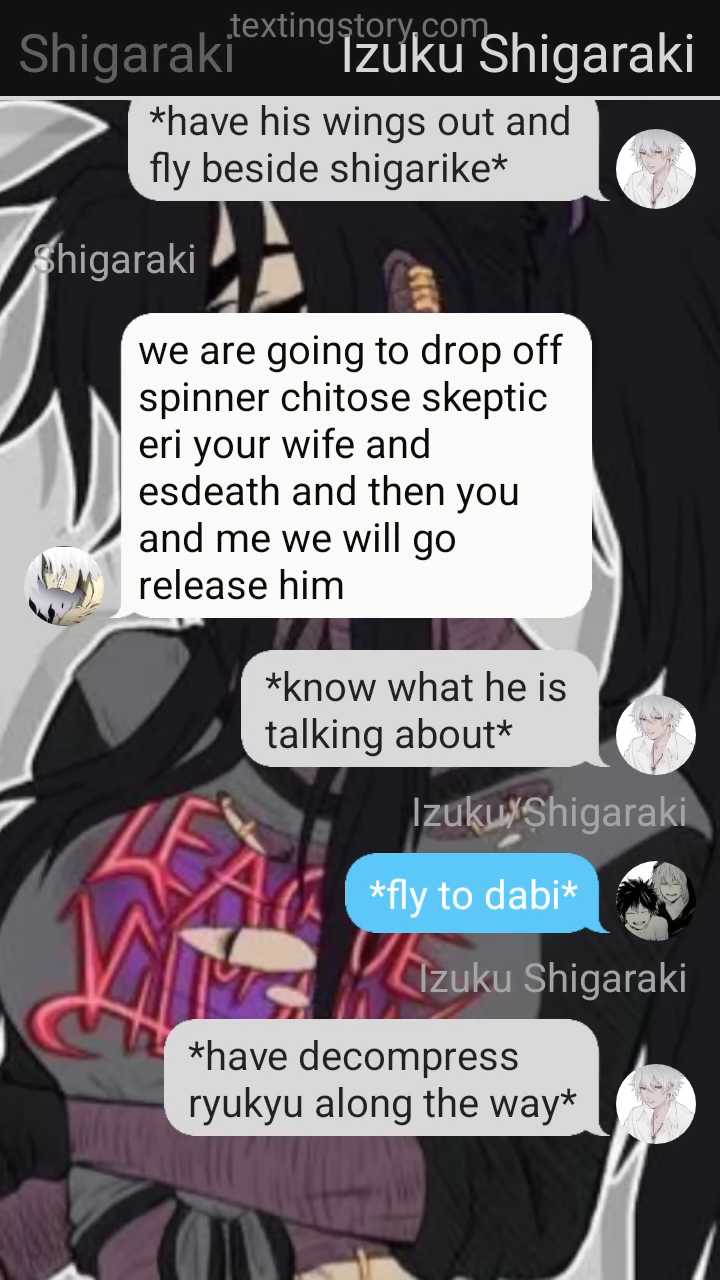 textingstory.com
Shigaraki
Izuku Shigaraki
*have his wings out and
fly beside shigarike*
Shigaraki
we are going to drop off
spinner chitose skeptic
eri your wife and
esdeath and then you
and me we will go
release him
*know what he is
talking about*
Izuku/Shigaraki
*fly to dabi*
LEAGUE
Izuku Shigaraki
*have decompress
ryukyu along the way*